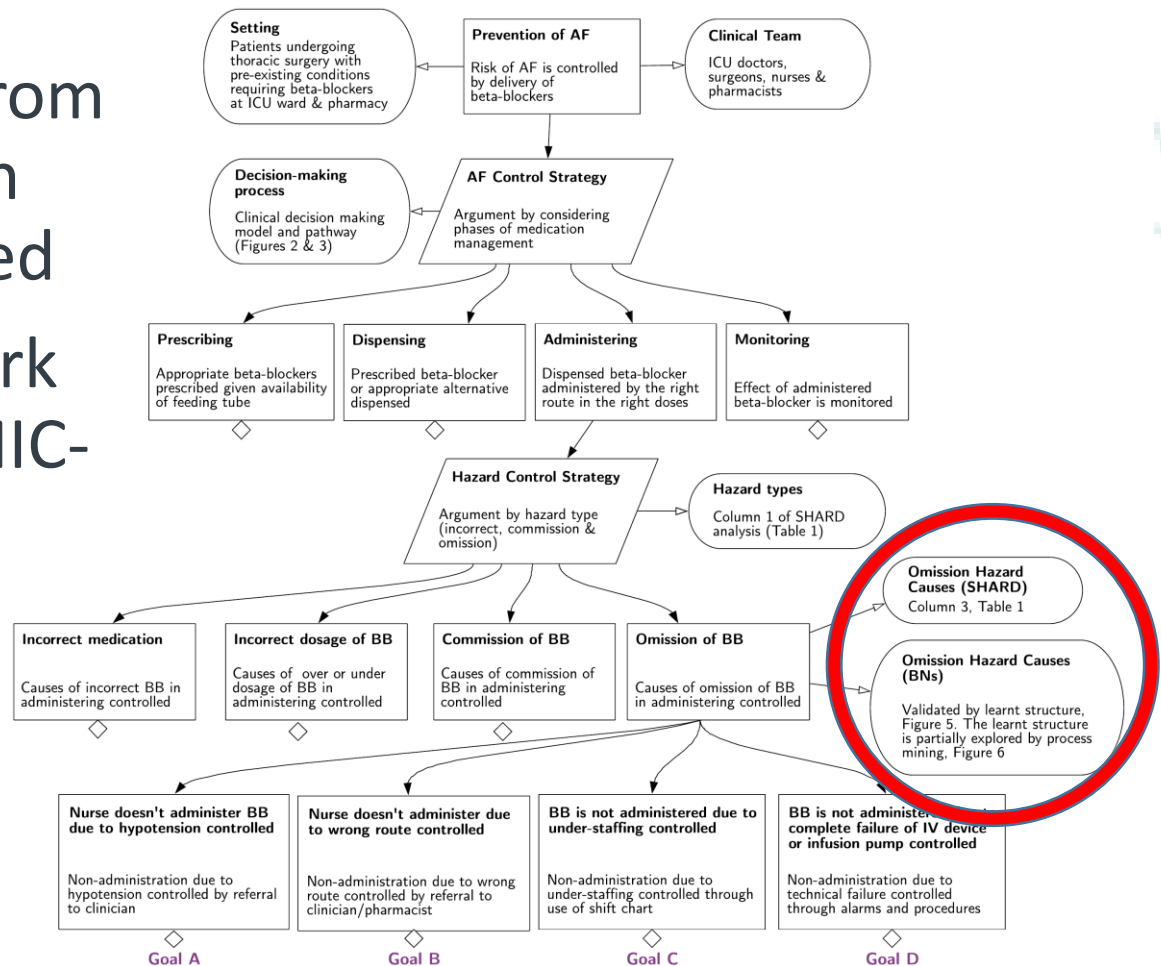 rom
n
ed
rk
IIC-
Setting
Patients undergoing
thoracic surgery with
pre-existing conditions
requiring beta-blockers
at ICU ward & pharmacy
Prevention of AF
Risk of AF is controlled
by delivery of
beta-blockers
Clinical Team
ICU doctors,
surgeons, nurses &
pharmacists
Decision-making
process
Clinical decision making
model and pathway
(Figures 2 & 3)
AF Control Strategy
Argument by considering
phases of medication
management
Prescribing
Appropriate beta-blockers
prescribed given availability
of feeding tube
Dispensing
Prescribed beta-blocker
or appropriate alternative
dispensed
Administering
Dispensed beta-blocker
administered by the right
route in the right doses
Monitoring
Effect of administered
beta-blocker is monitored
Hazard Control Strategy
Argument by hazard type
(incorrect, commission &
omission)
Hazard types
Column 1 of SHARD
analysis (Table 1)
Omission Hazard
Causes (SHARD)
Column 3, Table 1
Omission Hazard Causes
(BNs)
Validated by learnt structure,
Figure 5. The learnt structure
is partially explored by process
mining, Figure 6
Incorrect medication
Causes of incorrect BB in
administering controlled
Incorrect dosage of BB
Causes of over or under
dosage of BB in
administering controlled
Commission of BB
Causes of commission of
BB in administering
controlled
Omission of BB
Causes of omission of BB
in administering controlled
Nurse doesn't administer BB
due to hypotension controlled
Non-administration due to
hypotension controlled by referral
to clinician
Nurse doesn't administer due
to wrong route controlled
Non-administration due to wrong
route controlled by referral to
clinician/pharmacist
BB is not administered due to
under-staffing controlled
Non-administration due to
under-staffing controlled through
use of shift chart
BB is not administered
complete failure of IV device
or infusion pump controlled
Non-administration due to
technical failure controlled
through alarms and procedures
Goal A
Goal B
Goal C
Goal D